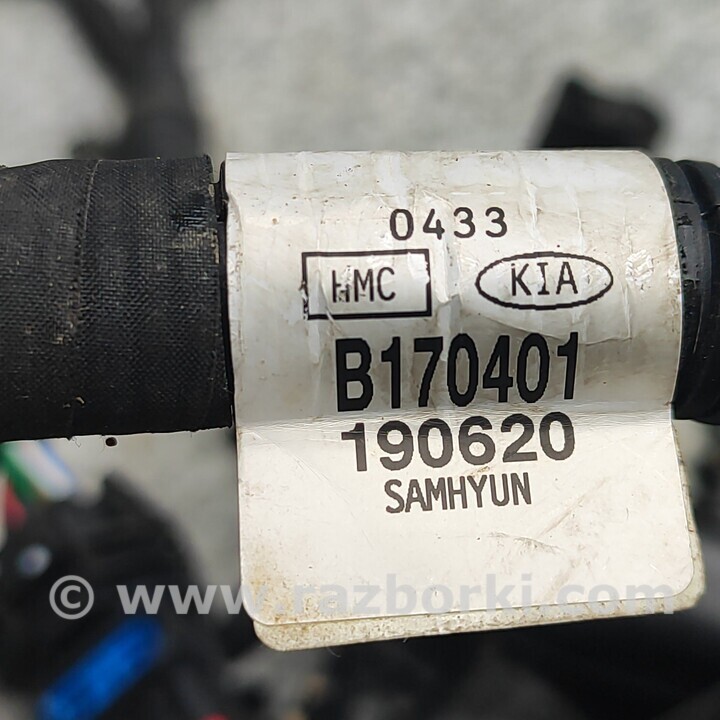 0433
HMC KIA
B170401
190620
SAMHYUN
© www.razborki.com